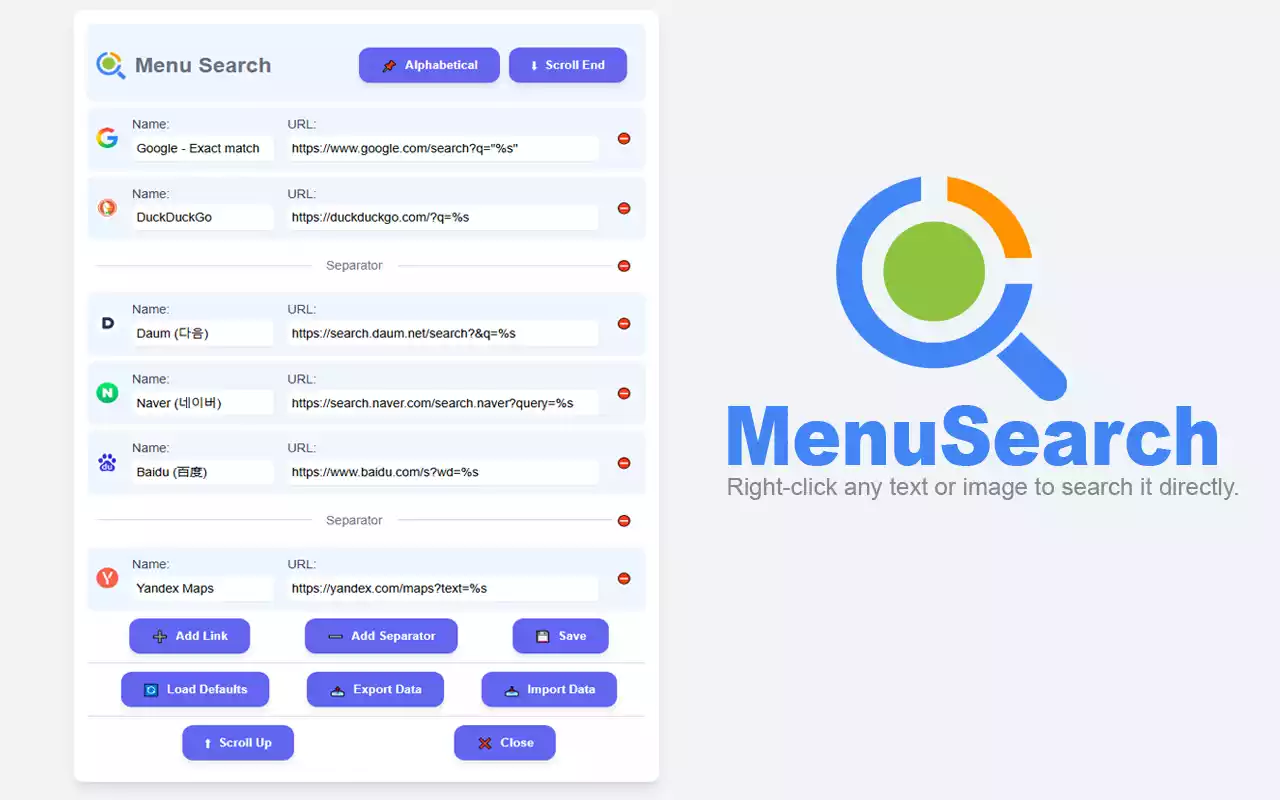 Menu Search
Alphabetical
Scroll End
Name:
URL:
Google - Exact match
https://www.google.com/search?q="%s"
Name:
URL:
DuckDuckGo
https://duckduckgo.com/?q=%s
Separator
D
Name:
URL:
Daum (다음)
https://search.daum.net/search?&q=%s
N
Name:
URL:
Naver (네이버)
https://search.naver.com/search.naver?query=%s
du
Name:
URL:
Baidu (百度)
https://www.baidu.com/s?wd=%s
Separator
Y
Name:
URL:
Yandex Maps
https://yandex.com/maps?text=%s
Add Link
Add Separator
Save
Load Defaults
Export Data
Import Data
Scroll Up
Close
MenuSearch
Right-click any text or image to search it directly.